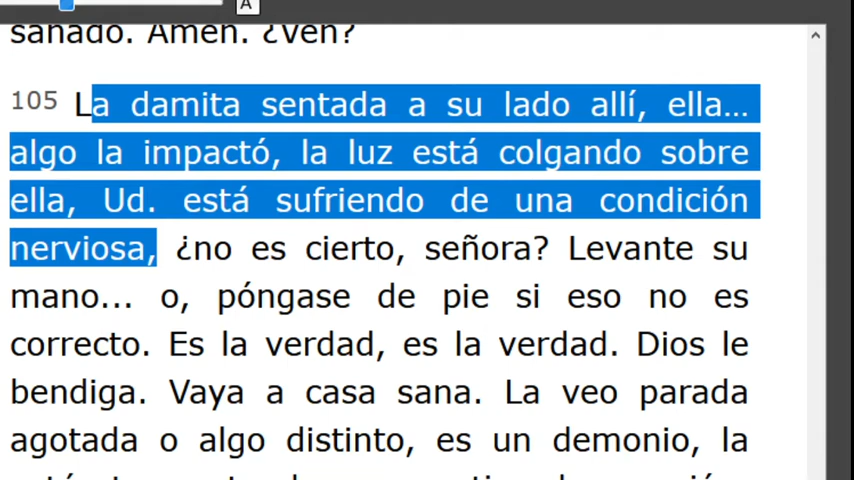 A
sanado. Amén. ¿Ven?
105 La damita sentada a su lado allí, ella...
algo la impactó, la luz está colgando sobre
ella, Ud. está sufriendo de una condición
nerviosa, ¿no es cierto, señora? Levante su
mano... o, póngase de pie si eso no es
correcto. Es la verdad, es la verdad. Dios le
bendiga. Vaya a casa sana. La veo parada
agotada o algo distinto, es un demonio, la